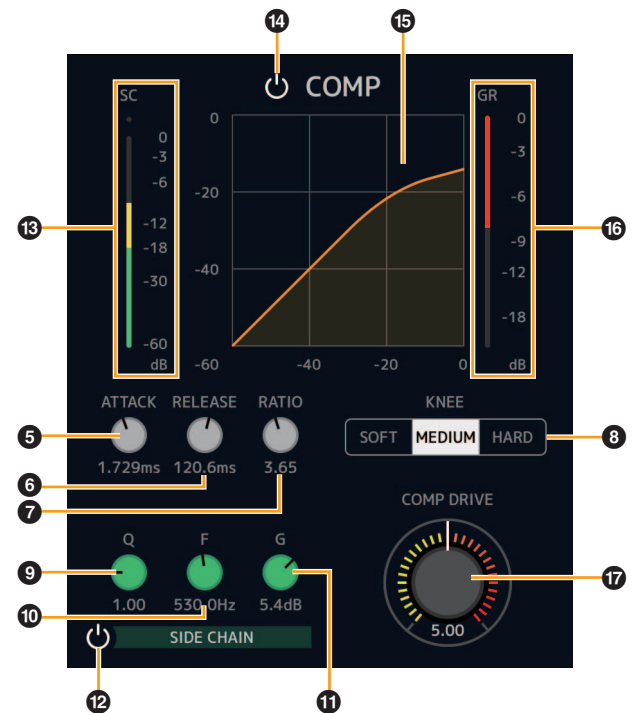 ⑭ ⑮
COMP
SC
0
-3
-6
-12
-18
-30
-60
dB
0
-20
-40
-60 -40 -20 0
GR
0
-3
-6
-9
-12
-18
dB
⑬
⑯
ATTACK RELEASE RATIO
⑤
1.729ms 120.6ms 3.65
⑥
⑦
KNEE
SOFT MEDIUM HARD
⑧
COMP DRIVE
5.00
⑰
Q F G
⑨
1.00 530.0Hz 5.4dB
⑩
SIDE CHAIN
⑫ ⑪